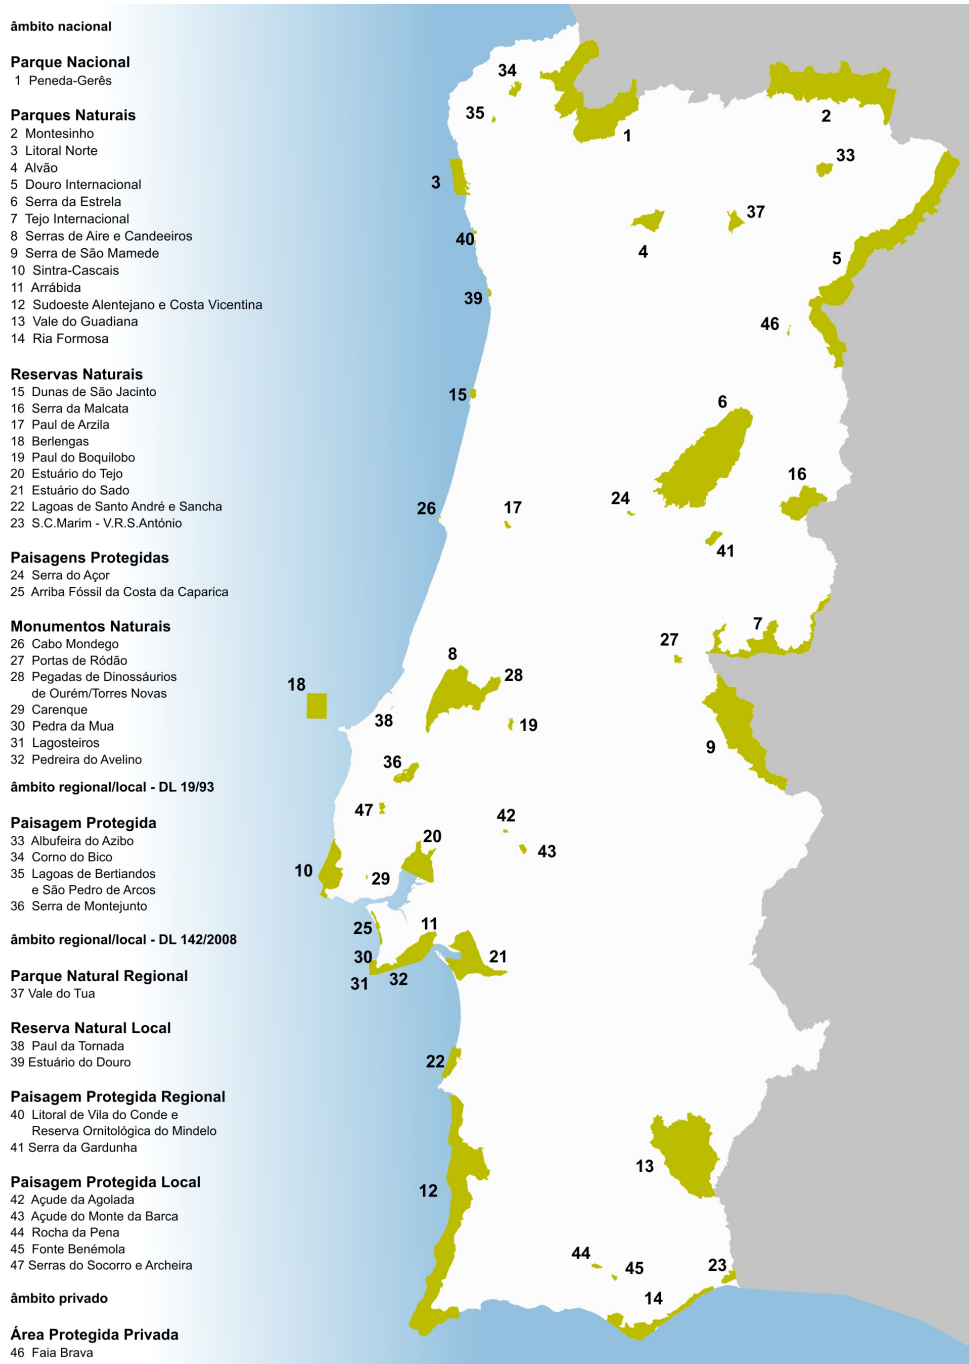 âmbito nacional
Parque Nacional
1 Peneda-Gerês
Parques Naturais
2 Montesinho
3 Litoral Norte
4 Alvão
5 Douro Internacional
6 Serra da Estrela
7 Tejo Internacional
8 Serras de Aire e Candeeiros
9 Serra de São Mamede
10 Sintra-Cascais
11 Arrábida
12 Sudoeste Alentejano e Costa Vicentina
13 Vale do Guadiana
14 Ria Formosa
Reservas Naturais
15 Dunas de São Jacinto
16 Serra da Malcata
17 Paul de Arzila
18 Berlengas
19 Paul do Boquilobo
20 Estuário do Tejo
21 Estuário do Sado
22 Lagoas de Santo André e Sancha
23 S.C.Marim - V.R.S.António
Paisagens Protegidas
24 Serra do Açor
25 Arriba Fóssil da Costa da Caparica
Monumentos Naturais
26 Cabo Mondego
27 Portas de Ródão
28 Pegadas de Dinossáurios
de Ourém/Torres Novas
29 Carenque
30 Pedra da Mua
31 Lagosteiros
32 Pedreira do Avelino
âmbito regional/local - DL 19/93
Paisagem Protegida
33 Albufeira do Azibo
34 Corno do Bico
35 Lagoas de Bertiandos
e São Pedro de Arcos
36 Serra de Montejunto
âmbito regional/local - DL 142/2008
Parque Natural Regional
37 Vale do Tua
Reserva Natural Local
38 Paul da Tornada
39 Estuário do Douro
Paisagem Protegida Regional
40 Litoral de Vila do Conde e
Reserva Ornitológica do Mindelo
41 Serra da Gardunha
Paisagem Protegida Local
42 Açude da Agolada
43 Açude do Monte da Barca
44 Rocha da Pena
45 Fonte Benémola
47 Serras do Socorro e Archeira
âmbito privado
Área Protegida Privada
46 Faia Brava
34
35
1
2
33
3
37
40
4
5
39
46
15
6
16
24
26
17
41
7
27
8
28
18
38
19
9
36
47
42
20
43
10
29
11
25
30
21
31
32
22
13
12
44
45
23
14